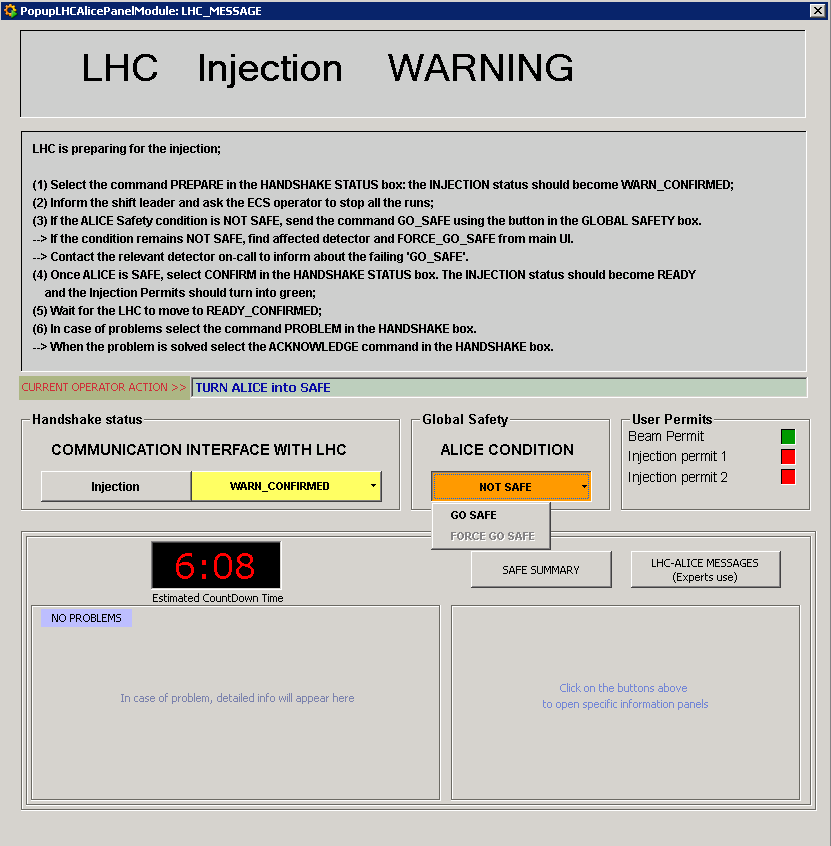 PopupLHCAlicePanelModule: LHC_MESSAGE
LHC Injection WARNING
LHC is preparing for the injection;
(1) Select the command PREPARE in the HANDSHAKE STATUS box: the INJECTION status should become WARN_CONFIRMED;
(2) Inform the shift leader and ask the ECS operator to stop all the runs;
(3) If the ALICE Safety condition is NOT SAFE, send the command GO_SAFE using the button in the GLOBAL SAFETY box.
--> If the condition remains NOT SAFE, find affected detector and FORCE_GO_SAFE from main UI.
--> Contact the relevant detector on-call to inform about the failing 'GO_SAFE'.
(4) Once ALICE is SAFE, select CONFIRM in the HANDSHAKE STATUS box. The INJECTION status should become READY
and the Injection Permits should turn into green;
(5) Wait for the LHC to move to READY_CONFIRMED;
(6) In case of problems select the command PROBLEM in the HANDSHAKE box.
--> When the problem is solved select the ACKNOWLEDGE command in the HANDSHAKE box.
CURRENT OPERATOR ACTION >> TURN ALICE into SAFE
Handshake status
COMMUNICATION INTERFACE WITH LHC
Injection WARN_CONFIRMED
Global Safety
ALICE CONDITION
NOT SAFE
GO SAFE
FORCE GO SAFE
User Permits
Beam Permit
Injection permit 1
Injection permit 2
6:08
Estimated CountDown Time
SAFE SUMMARY
LHC-ALICE MESSAGES
(Experts use)
NO PROBLEMS
In case of problem, detailed info will appear here
Click on the buttons above
to open specific information panels